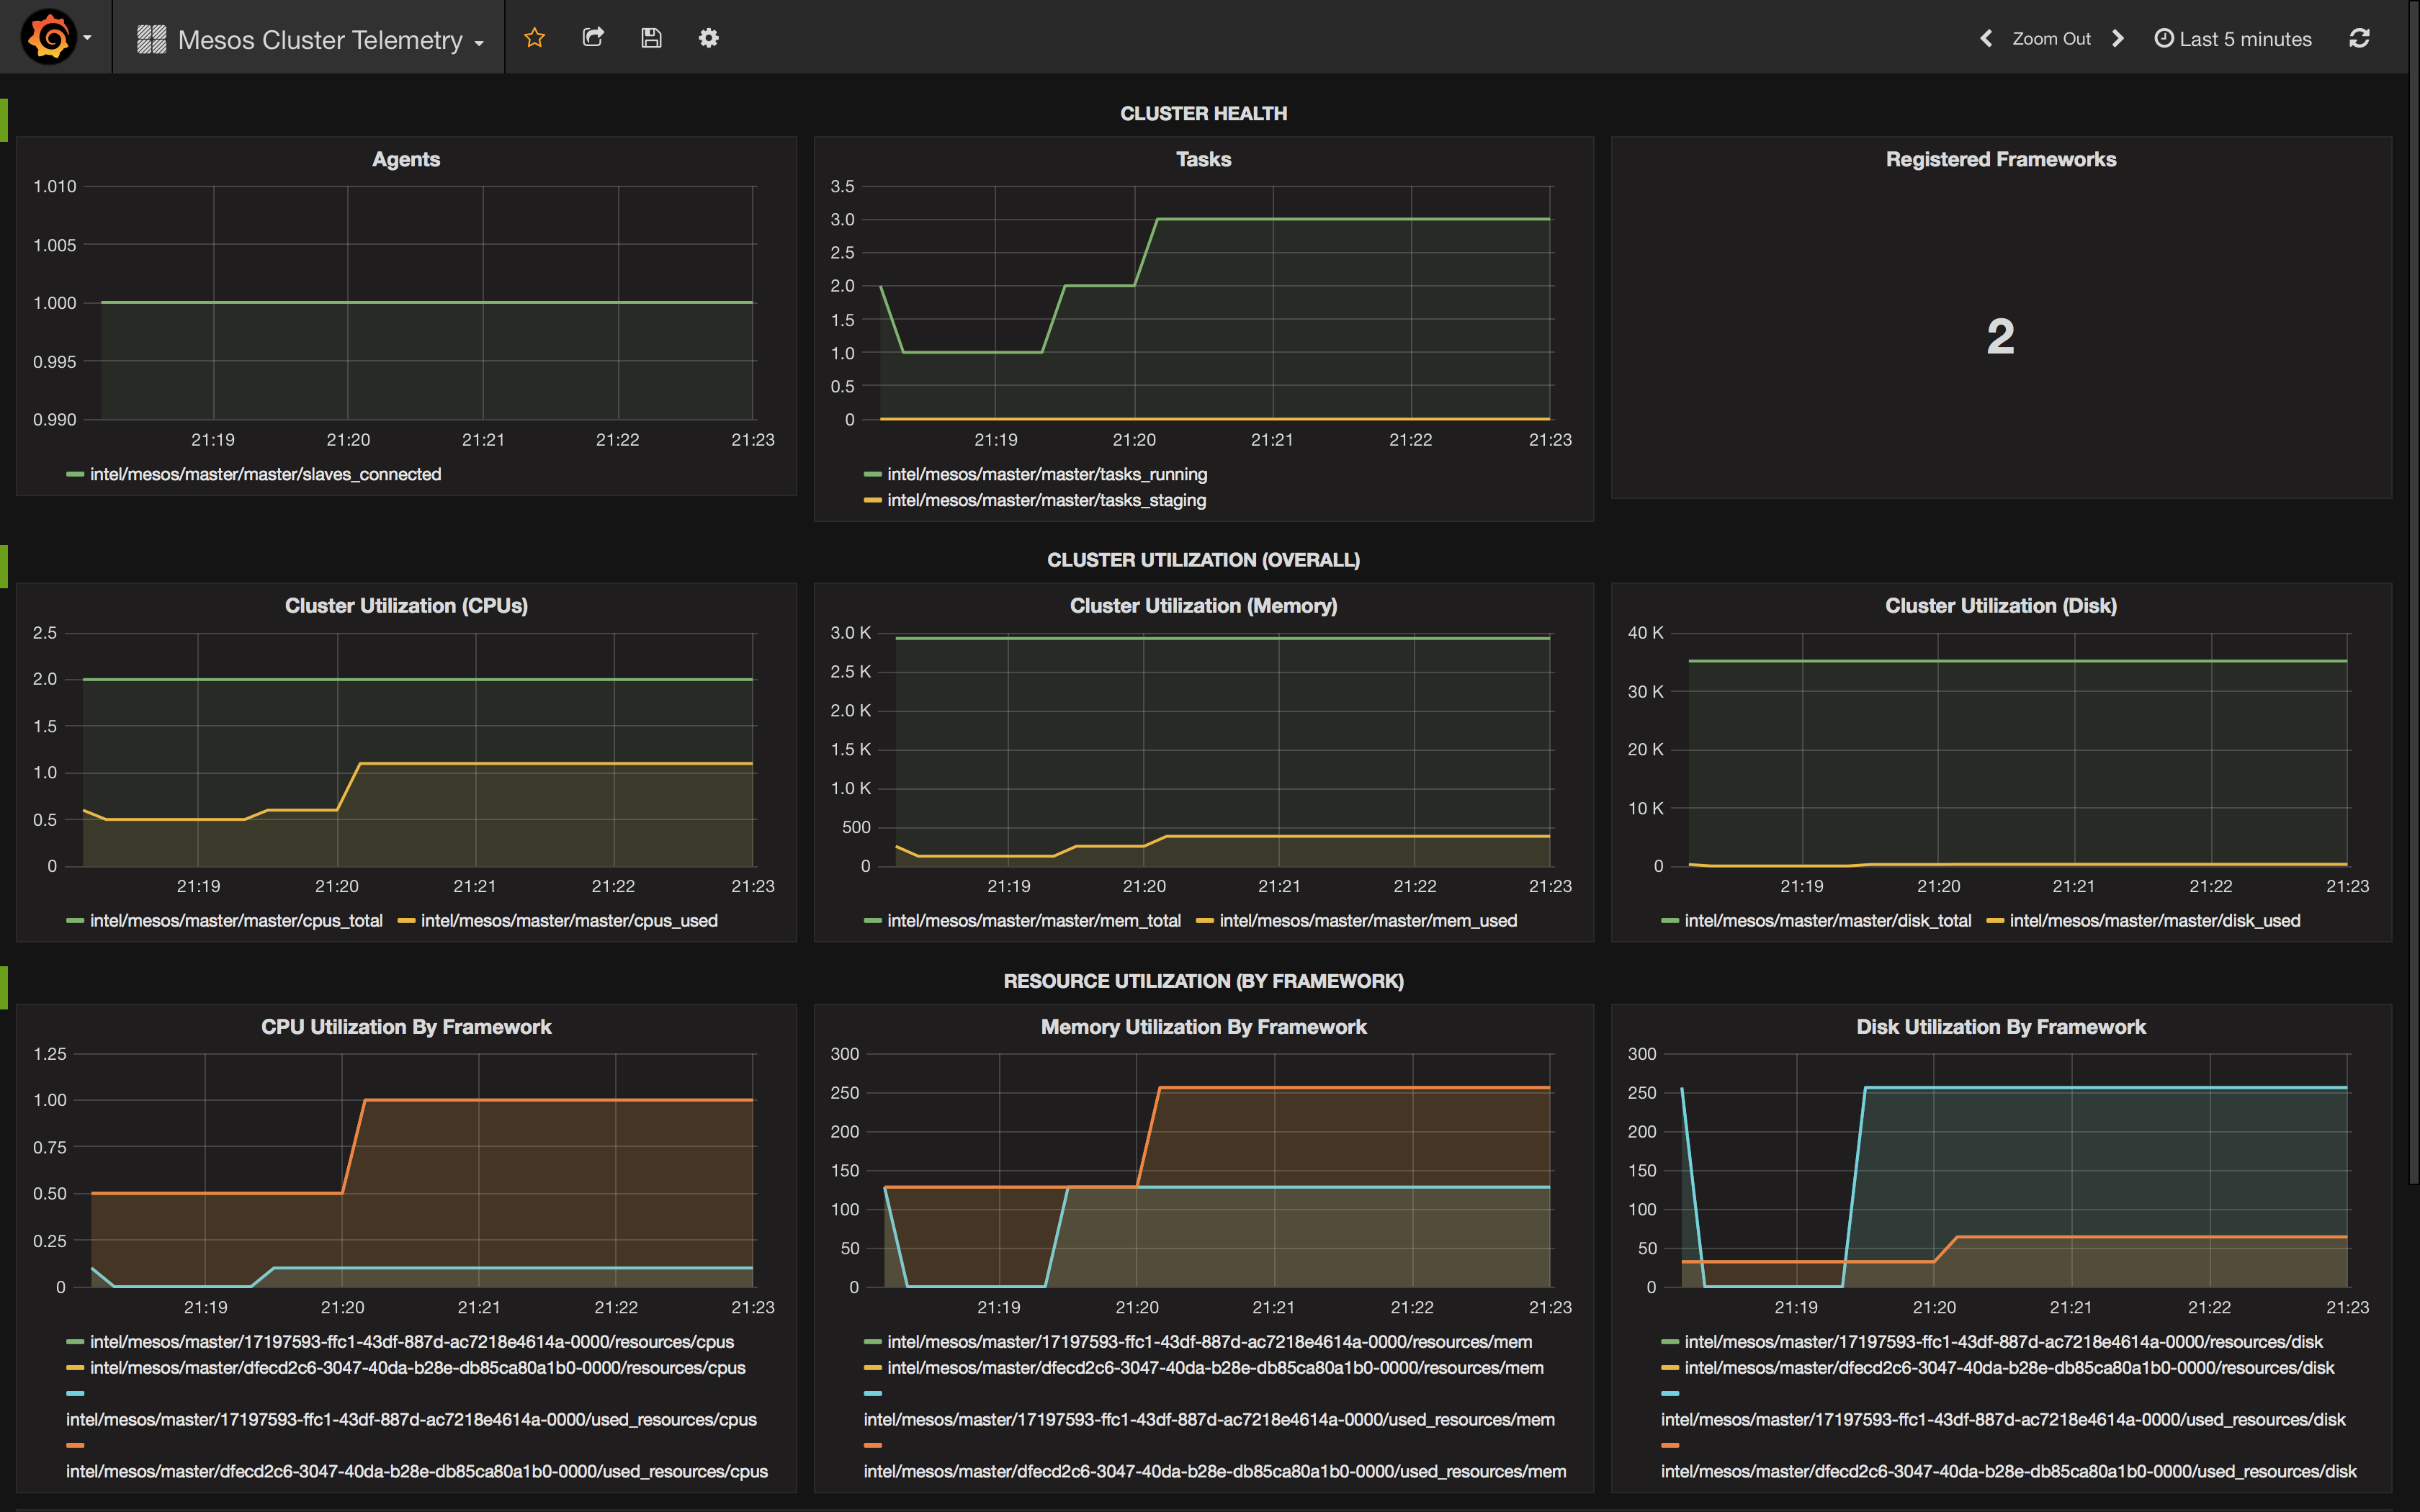 Mesos Cluster Telemetry
Zoom Out
Last 5 minutes
CLUSTER HEALTH
Agents
1.010
1.005
1.000
0.995
0.990
21:19 21:20 21:21 21:22 21:23
intel/mesos/master/master/slaves_connected
Tasks
3.5
3.0
2.5
2.0
1.5
1.0
0.5
0
21:19 21:20 21:21 21:22 21:23
intel/mesos/master/master/tasks_running
intel/mesos/master/master/tasks_staging
Registered Frameworks
2
CLUSTER UTILIZATION (OVERALL)
Cluster Utilization (CPUs)
2.5
2.0
1.5
1.0
0.5
0
21:19 21:20 21:21 21:22 21:23
intel/mesos/master/master/cpus_total intel/mesos/master/master/cpus_used
Cluster Utilization (Memory)
3.0 K
2.5 K
2.0 K
1.5 K
1.0 K
500
0
21:19 21:20 21:21 21:22 21:23
intel/mesos/master/master/mem_total intel/mesos/master/master/mem_used
Cluster Utilization (Disk)
40 K
30 K
20 K
10 K
0
21:19 21:20 21:21 21:22 21:23
intel/mesos/master/master/disk_total intel/mesos/master/master/disk_used
RESOURCE UTILIZATION (BY FRAMEWORK)
CPU Utilization By Framework
1.25
1.00
0.75
0.50
0.25
0
21:19 21:20 21:21 21:22 21:23
intel/mesos/master/17197593-ffc1-43df-887d-ac7218e4614a-0000/resources/cpus
intel/mesos/master/dfecd2c6-3047-40da-b28e-db85ca80a1b0-0000/resources/cpus
intel/mesos/master/17197593-ffc1-43df-887d-ac7218e4614a-0000/used_resources/cpus
intel/mesos/master/dfecd2c6-3047-40da-b28e-db85ca80a1b0-0000/used_resources/cpus
Memory Utilization By Framework
300
250
200
150
100
50
0
21:19 21:20 21:21 21:22 21:23
intel/mesos/master/17197593-ffc1-43df-887d-ac7218e4614a-0000/resources/mem
intel/mesos/master/dfecd2c6-3047-40da-b28e-db85ca80a1b0-0000/resources/mem
intel/mesos/master/17197593-ffc1-43df-887d-ac7218e4614a-0000/used_resources/mem
intel/mesos/master/dfecd2c6-3047-40da-b28e-db85ca80a1b0-0000/used_resources/mem
Disk Utilization By Framework
300
250
200
150
100
50
0
21:19 21:20 21:21 21:22 21:23
intel/mesos/master/17197593-ffc1-43df-887d-ac7218e4614a-0000/resources/disk
intel/mesos/master/dfecd2c6-3047-40da-b28e-db85ca80a1b0-0000/resources/disk
intel/mesos/master/17197593-ffc1-43df-887d-ac7218e4614a-0000/used_resources/disk
intel/mesos/master/dfecd2c6-3047-40da-b28e-db85ca80a1b0-0000/used_resources/disk